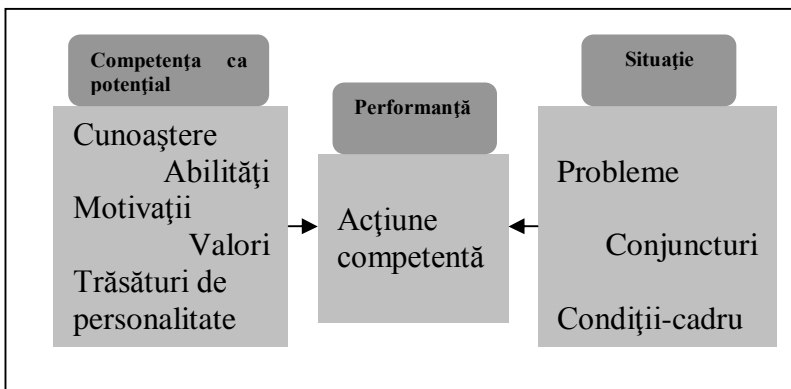 Competenţa ca
potenţial
Cunoaştere
Abilităţi
Motivaţii
Valori
Trăsături de
personalitate
Performanţă
Acţiune
competentă
Situaţie
Probleme
Conjuncturi
Condiţii-cadru